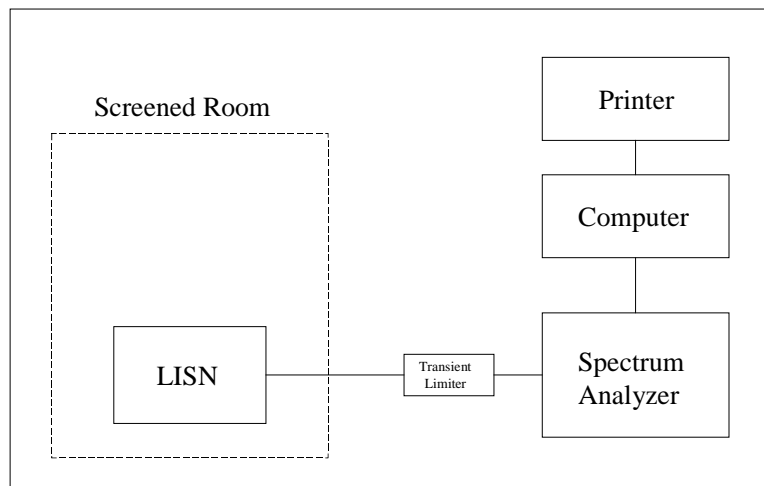 Screened Room
Printer
Computer
LISN
Transient
Limiter
Spectrum
Analyzer